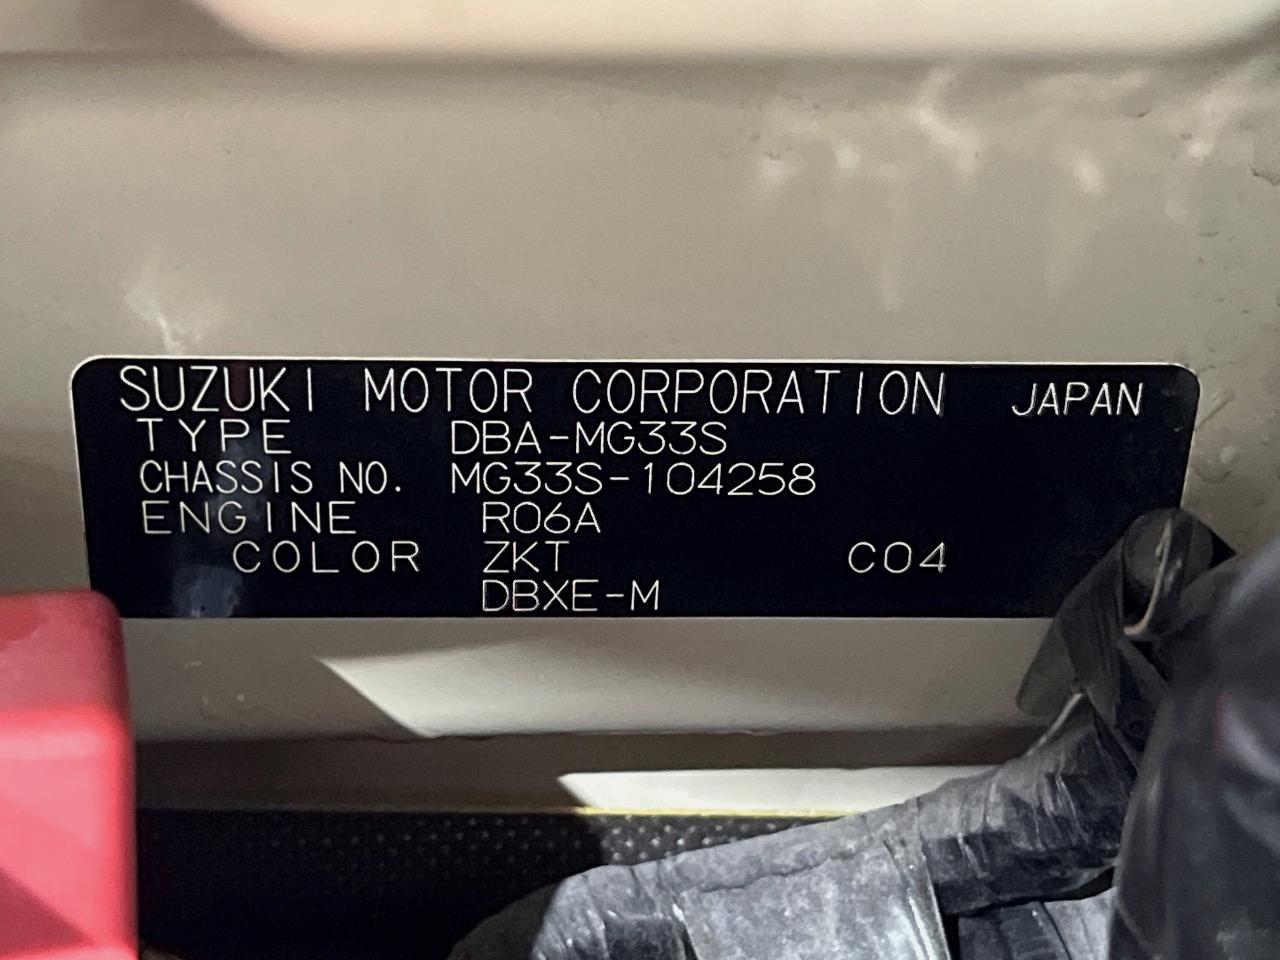 SUZUKI MOTOR CORPORATION JAPAN
TYPE DBA-MG33S
CHASSIS NO. MG33S-104258
ENGINE R06A
COLOR ZKT C04
DBXE-M